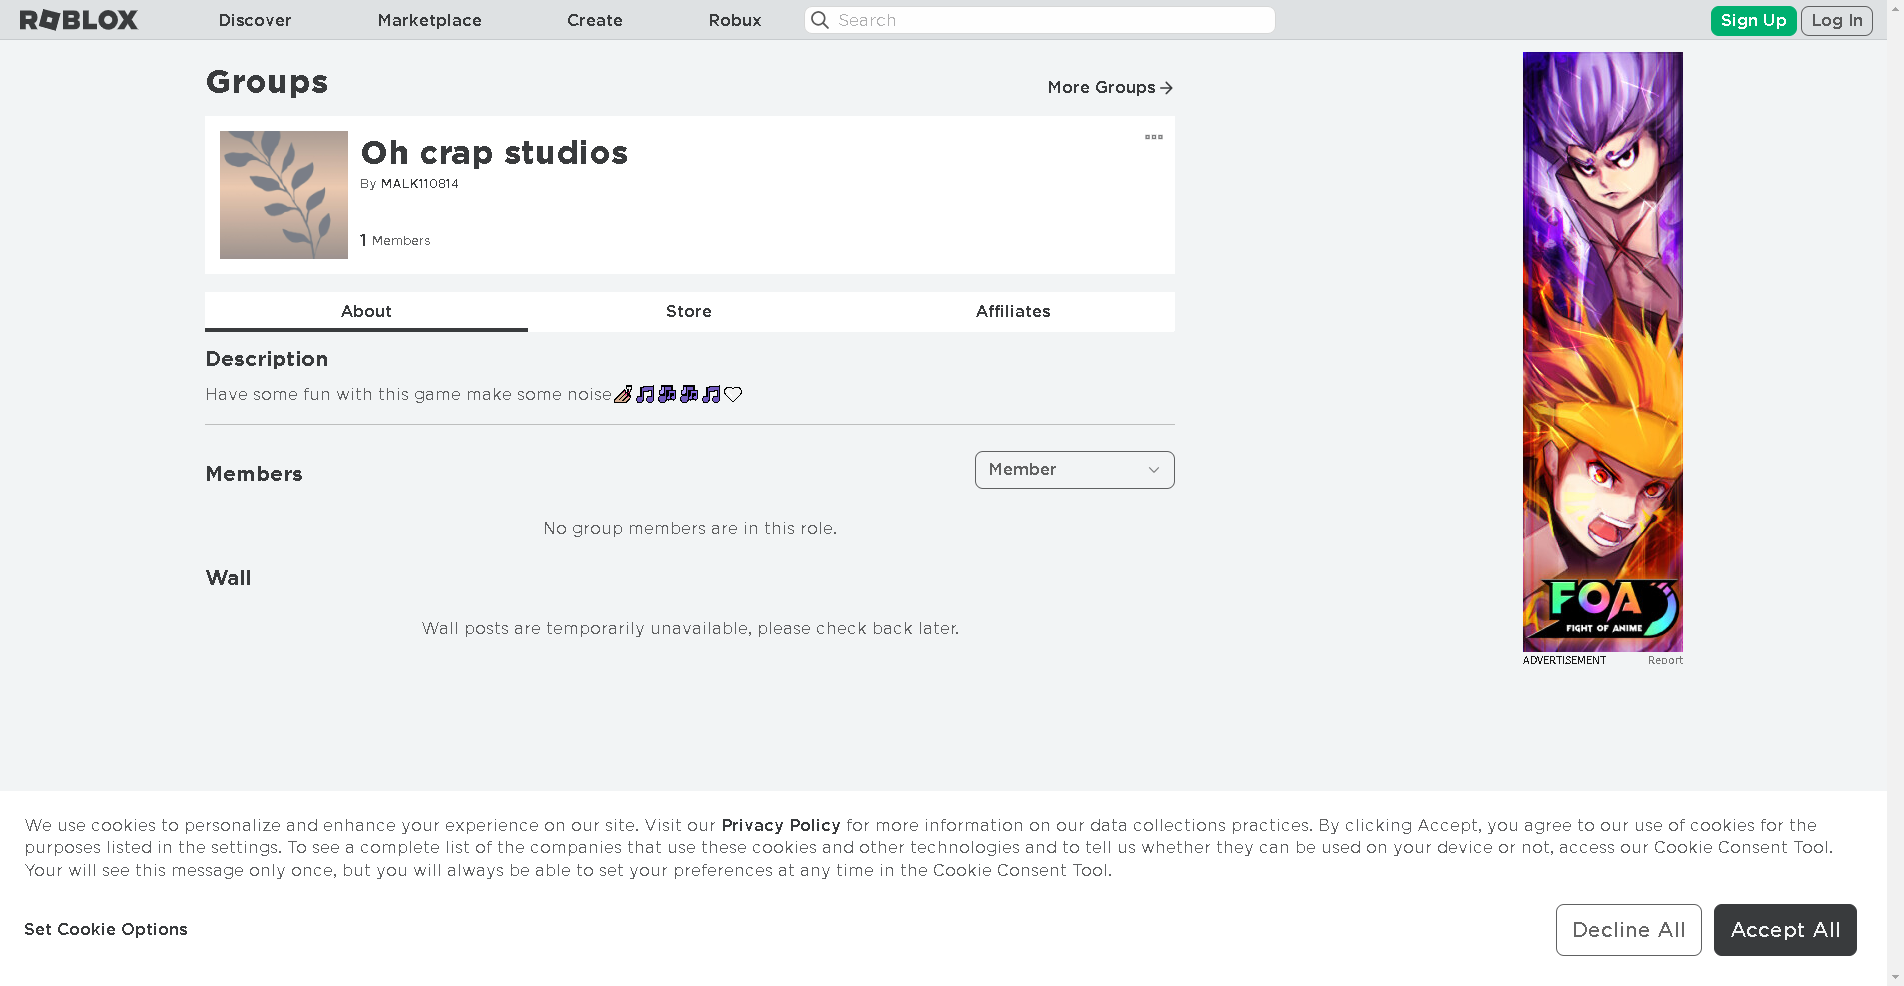 ROBLOX Discover Marketplace Create Robux Search Sign Up Log In
Groups
More Groups
Oh crap studios
By MALK110814
1 Members
About Store Affiliates
Description
Have some fun with this game make some noise
Members
Member
No group members are in this role.
Wall
Wall posts are temporarily unavailable, please check back later.
FOA
FIGHT OF ANIME
ADVERTISEMENT Report
We use cookies to personalize and enhance your experience on our site. Visit our Privacy Policy for more information on our data collections practices. By clicking Accept, you agree to our use of cookies for the
purposes listed in the settings. To see a complete list of the companies that use these cookies and other technologies and to tell us whether they can be used on your device or not, access our Cookie Consent Tool.
Your will see this message only once, but you will always be able to set your preferences at any time in the Cookie Consent Tool.
Set Cookie Options
Decline All
Accept All